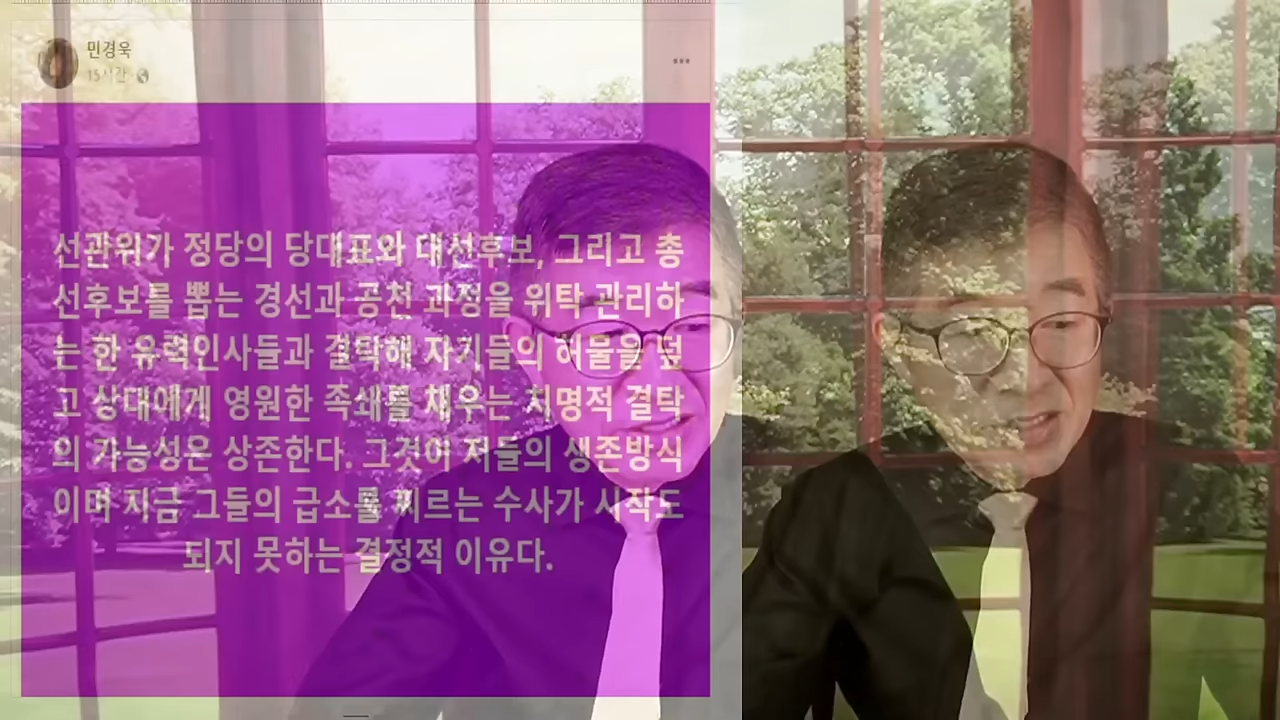 민경욱
15시간
선관위가 정당의 당대표와 대선후보, 그리고 총
선후보를 뽑는 경선과 공천 과정을 위탁 관리하
는 한 유력인사들과 결탁해 자기들의 허물을 덮
고 상대에게 영원한 족쇄를 채우는 치명적 결탁
의 가능성은 상존한다. 그것이 저들의 생존방식
이며 지금 그들의 급소를 찌르는 수사가 시작도
되지 못하는 결정적 이유다.